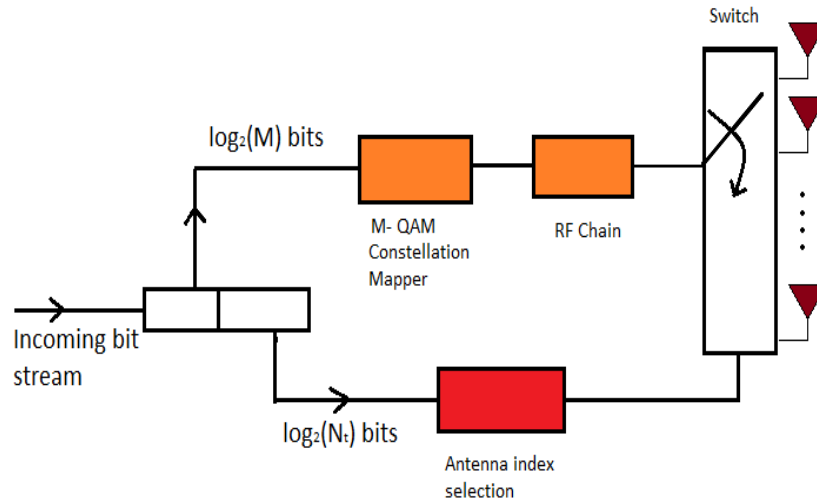 Switch
log₂(M) bits
M- QAM
Constellation
Mapper
RF Chain
Incoming bit
stream
log₂(Nₜ) bits
Antenna index
selection